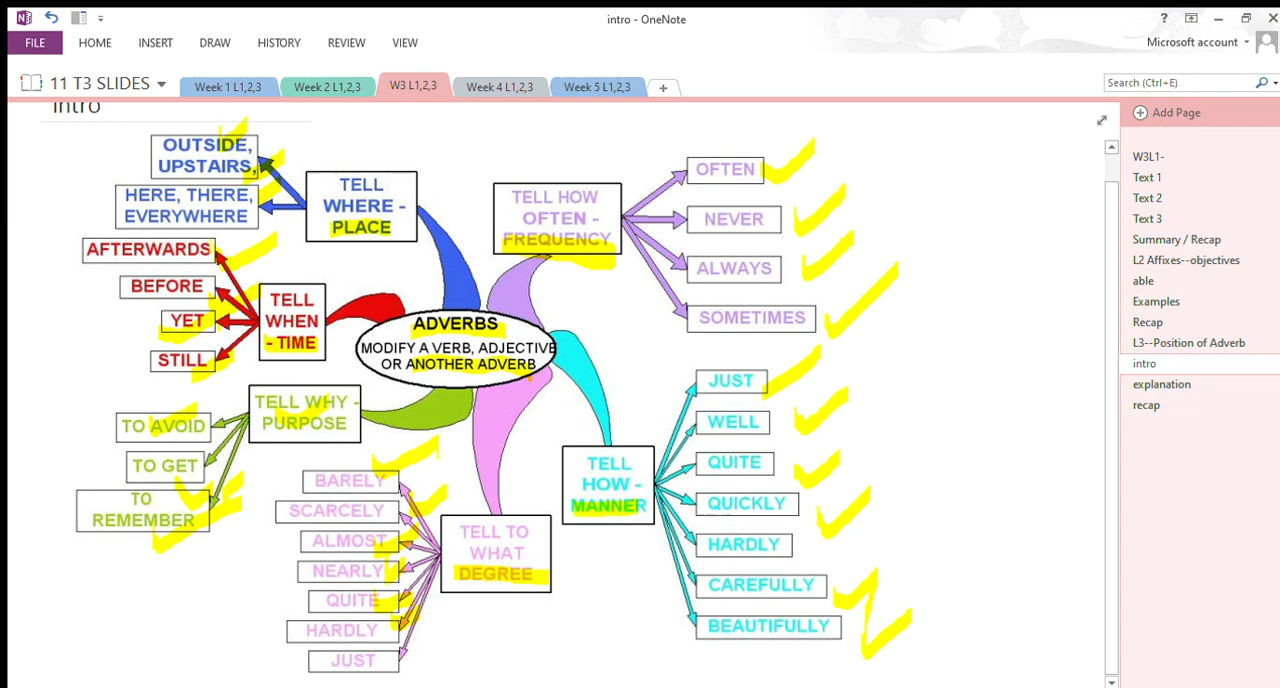 intro - OneNote
?
FILE
HOME
INSERT
DRAW
HISTORY
REVIEW
VIEW
Microsoft account
11 T3 SLIDES
Week 1 L1,2,3
Week 2 L1,2,3
W3 L1,2,3
Week 4 L1,2,3
Week 5 L1,2,3
+
Search (Ctrl+E)
intro
OUTSIDE,
UPSTAIRS,
HERE, THERE,
EVERYWHERE
TELL
WHERE -
PLACE
AFTERWARDS
BEFORE
YET
STILL
TELL
WHEN
- TIME
TO AVOID
TO GET
TO
REMEMBER
TELL WHY -
PURPOSE
ADVERBS
MODIFY A VERB, ADJECTIVE
OR ANOTHER ADVERB
BARELY
SCARCELY
ALMOST
NEARLY
QUITE
HARDLY
JUST
TELL TO
WHAT
DEGREE
TELL HOW
OFTEN -
FREQUENCY
OFTEN
NEVER
ALWAYS
SOMETIMES
TELL
HOW -
MANNER
JUST
WELL
QUITE
QUICKLY
HARDLY
CAREFULLY
BEAUTIFULLY
Add Page
W3L1-
Text 1
Text 2
Text 3
Summary / Recap
L2 Affixes--objectives
able
Examples
Recap
L3--Position of Adverb
intro
explanation
recap